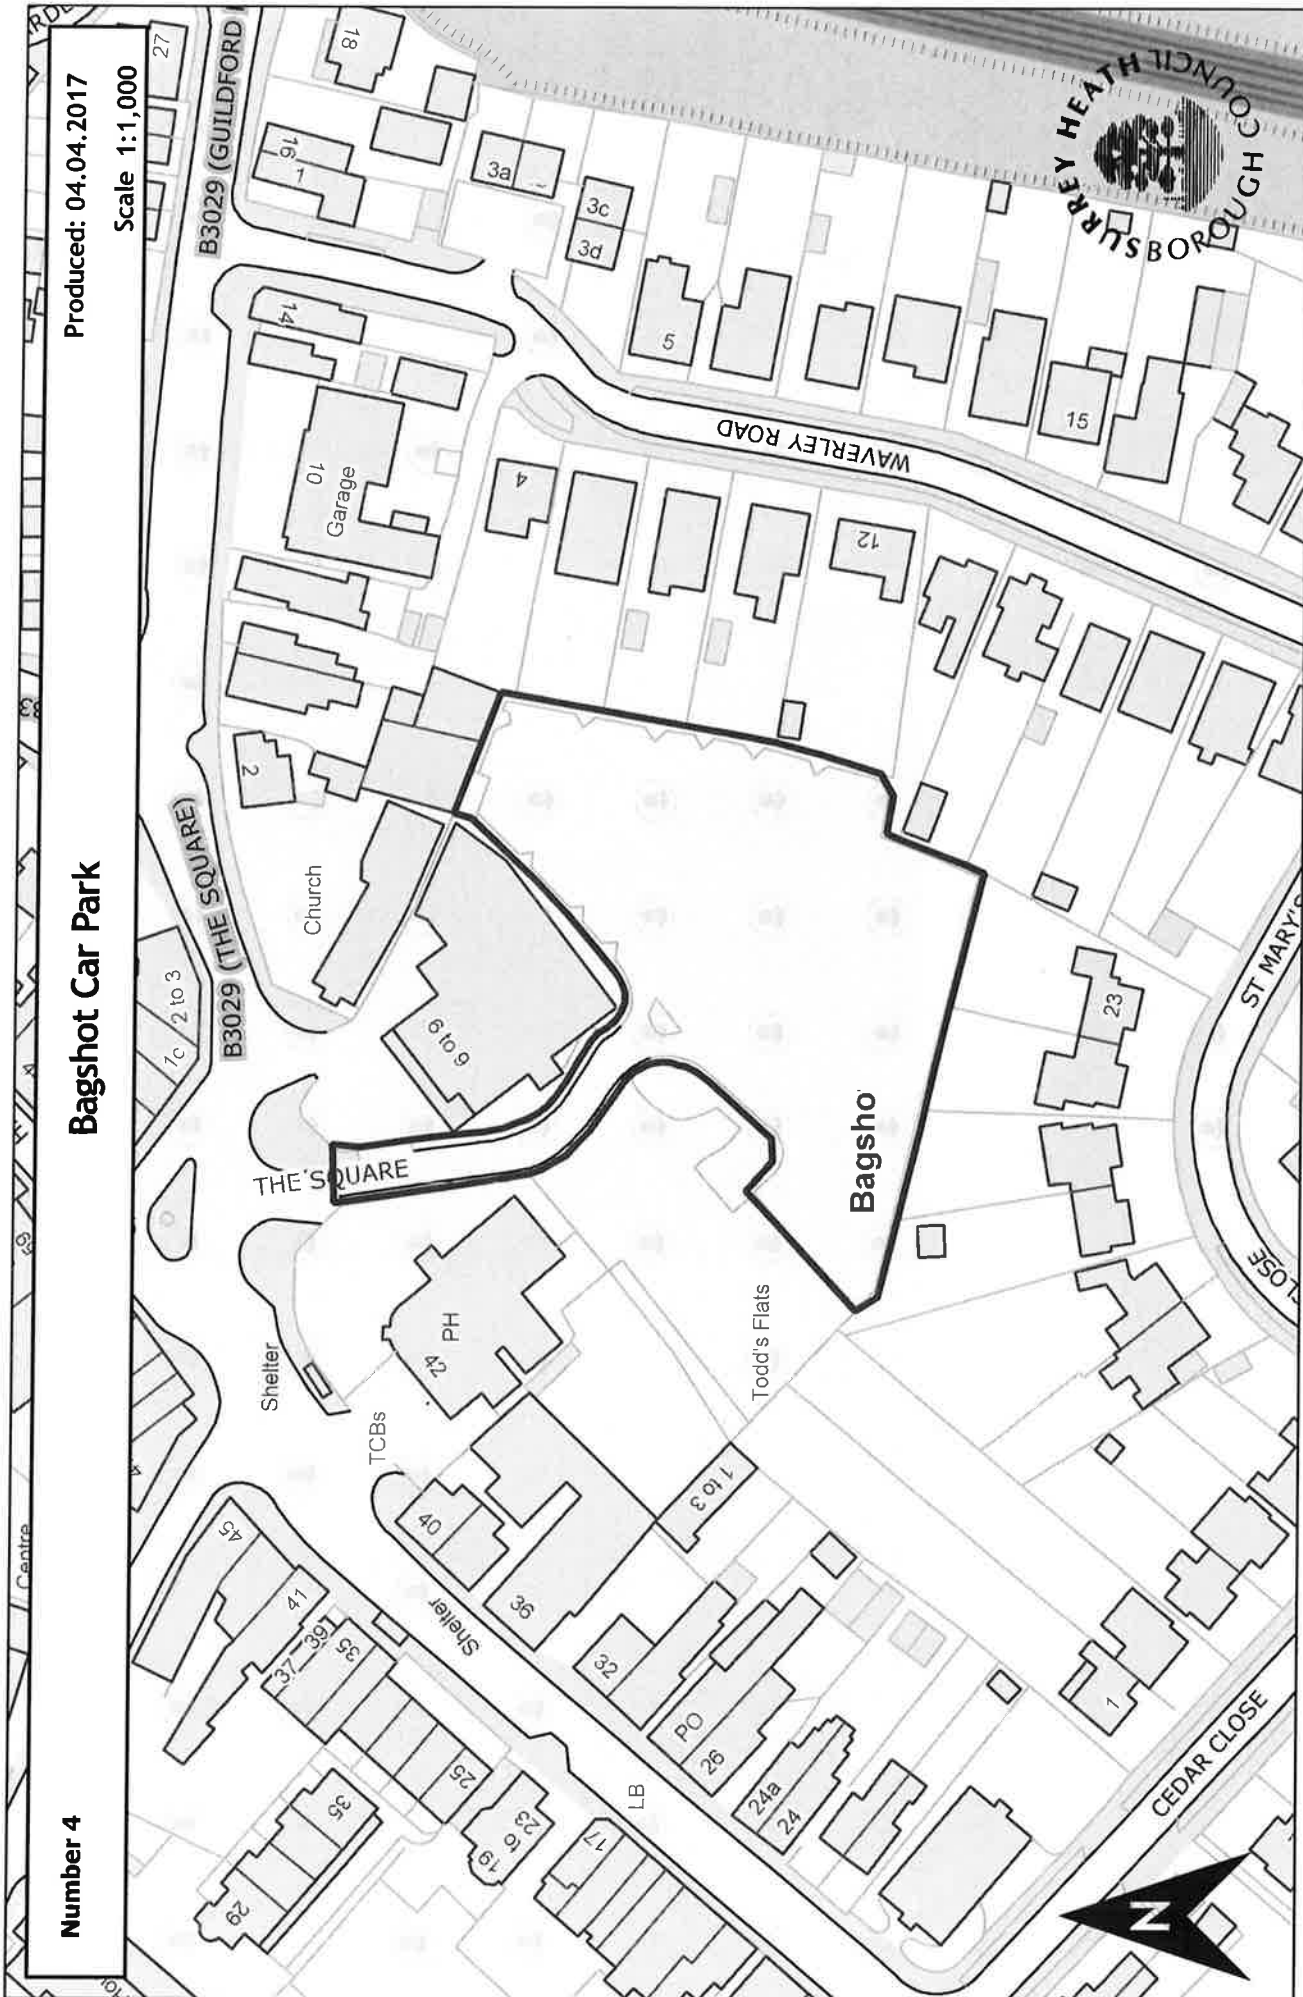 Number 4
Bagshot Car Park
Produced: 04.04.2017
Scale 1:1,000
Centre
27
B3029 (GUILDFORD
18
16
1
14
10
Garage
3a
3c
3d
5
4
WAVERLEY ROAD
12
15
2
B3029 (THE SQUARE)
Church
2 to 3
1c
6 to 9
THE SQUARE
Shelter
PH
42
TCBs
Todd's Flats
Bagsho
23
ST MARY'S
CLOSE
45
41
39
37
35
40
36
Shelter
1 to 3
32
PO
26
24a
24
25
19 to 23
17
LB
35
29
1
CEDAR CLOSE
N
SURREY HEATH
BOROUGH COUNCIL